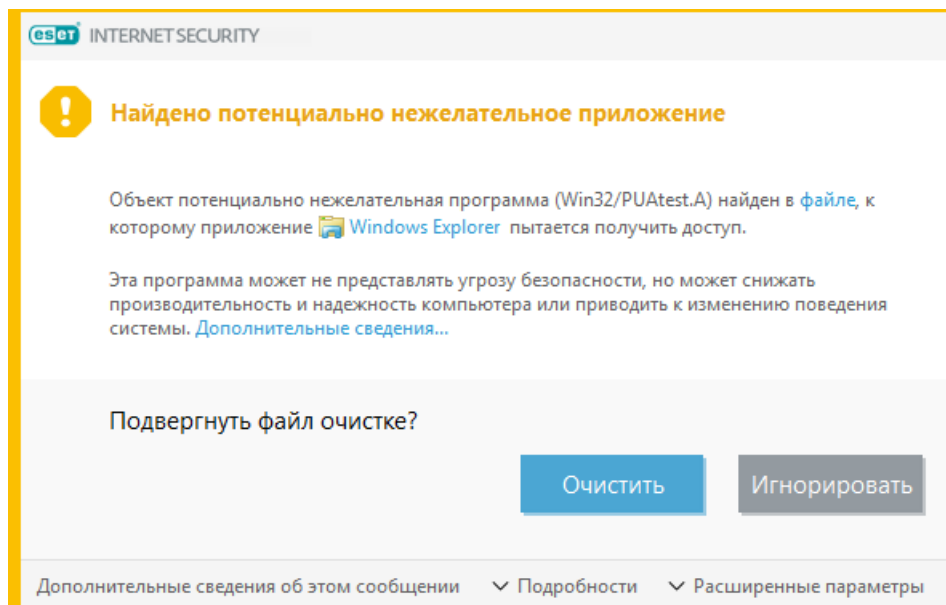 eset INTERNET SECURITY
Найдено потенциально нежелательное приложение
Объект потенциально нежелательная программа (Win32/PUAtest.A) найден в файле, к
которому приложение Windows Explorer пытается получить доступ.
Эта программа может не представлять угрозу безопасности, но может снижать
производительность и надежность компьютера или приводить к изменению поведения
системы. Дополнительные сведения...
Подвергнуть файл очистке?
Очистить Игнорировать
Дополнительные сведения об этом сообщении Подробности Расширенные параметры